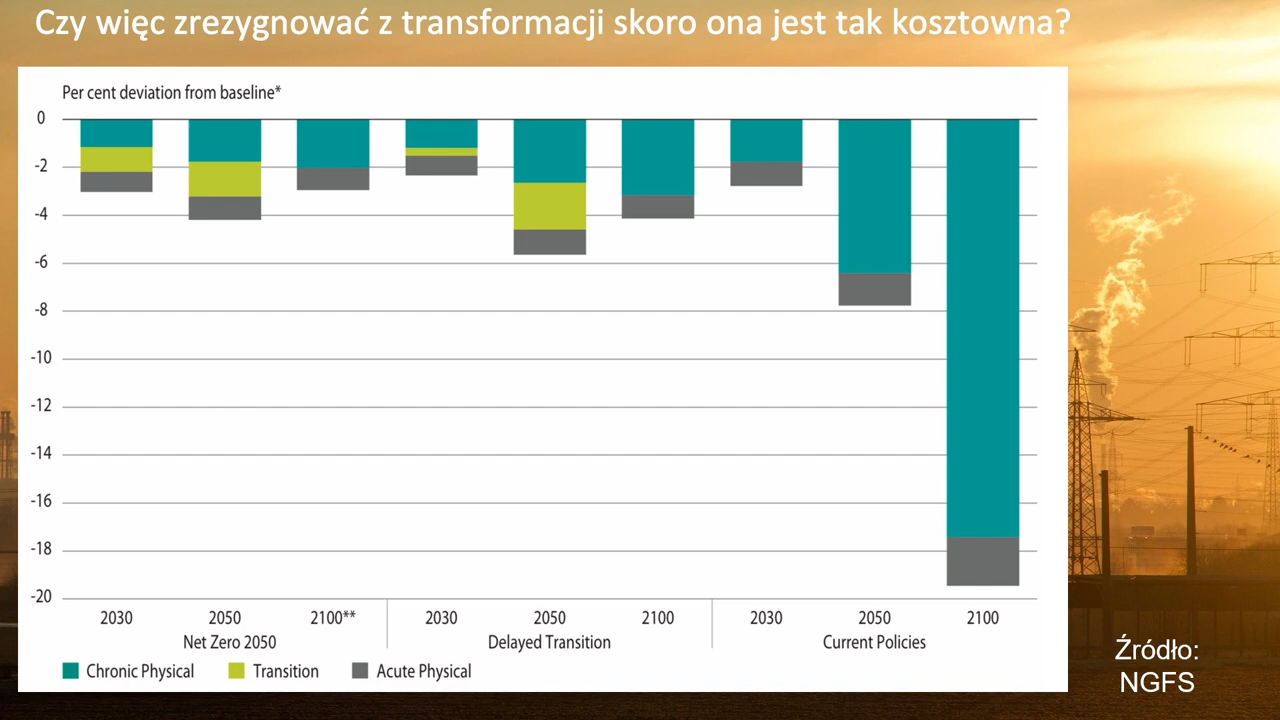 Czy więc zrezygnować z transformacji skoro ona jest tak kosztowna?
Per cent deviation from baseline*
0
-2
-4
-6
-8
-10
-12
-14
-16
-18
-20
2030 2050 2100** 2030 2050 2100 2030 2050 2100
Net Zero 2050 Delayed Transition Current Policies
Chronic Physical Transition Acute Physical
Źródło:
NGFS